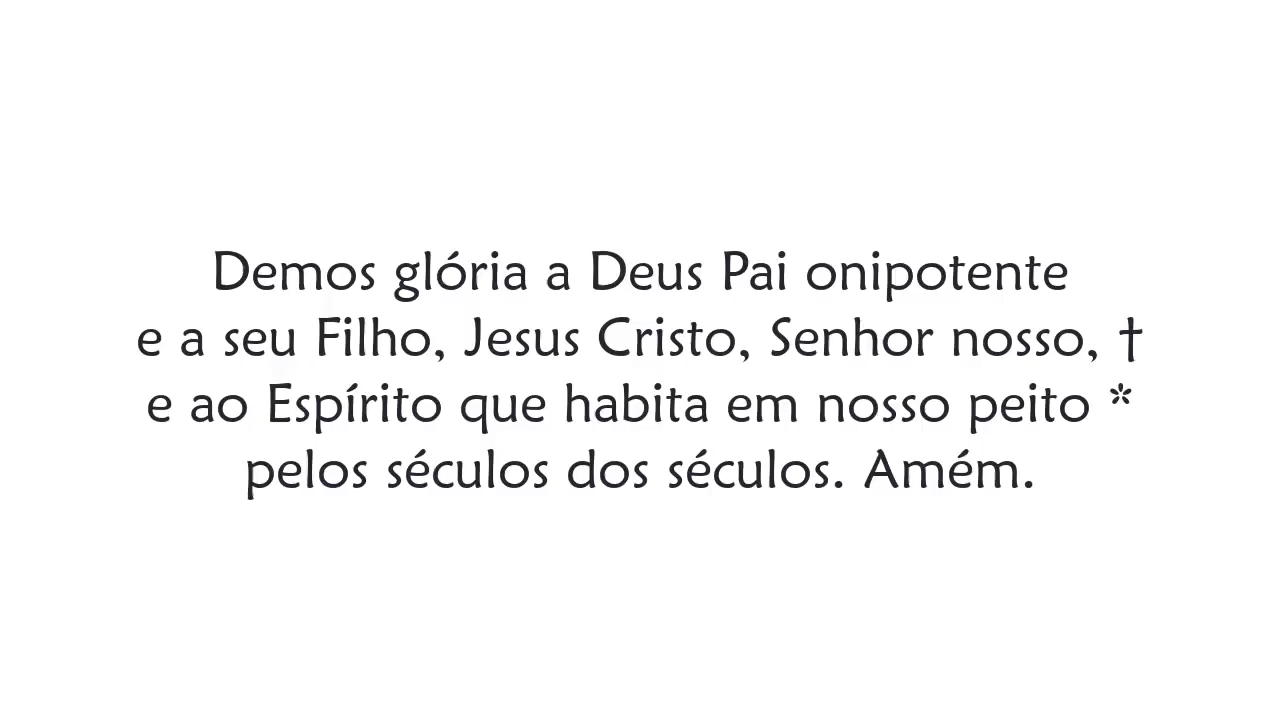 Demos glória a Deus Pai onipotente
e a seu Filho, Jesus Cristo, Senhor nosso, †
e ao Espírito que habita em nosso peito *
pelos séculos dos séculos. Amém.